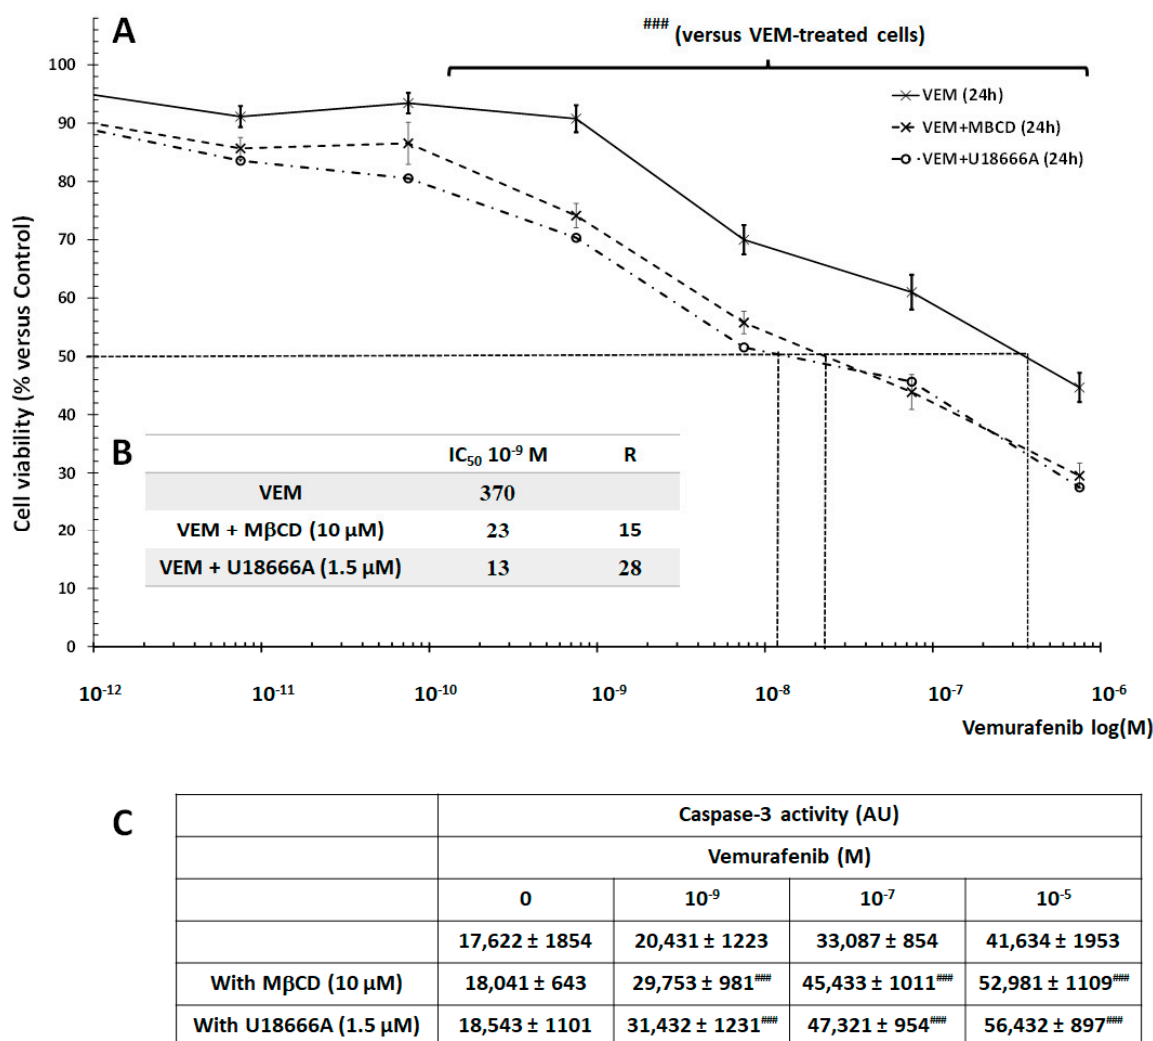 A
### (versus VEM-treated cells)
VEM (24h)
VEM+MBCD (24h)
VEM+U18666A (24h)
Cell viability (% versus Control)
100
90
80
70
60
50
40
30
20
10
0
B
IC50 10-9 M R
VEM 370
VEM + MβCD (10 µM) 23 15
VEM + U18666A (1.5 µM) 13 28
10-12 10-11 10-10 10-9 10-8 10-7 10-6
Vemurafenib log(M)
C
Caspase-3 activity (AU)
Vemurafenib (M)
0 10-9 10-7 10-5
17,622 ± 1854 20,431 ± 1223 33,087 ± 854 41,634 ± 1953
With MβCD (10 µM) 18,041 ± 643 29,753 ± 981### 45,433 ± 1011### 52,981 ± 1109###
With U18666A (1.5 µM) 18,543 ± 1101 31,432 ± 1231### 47,321 ± 954### 56,432 ± 897###